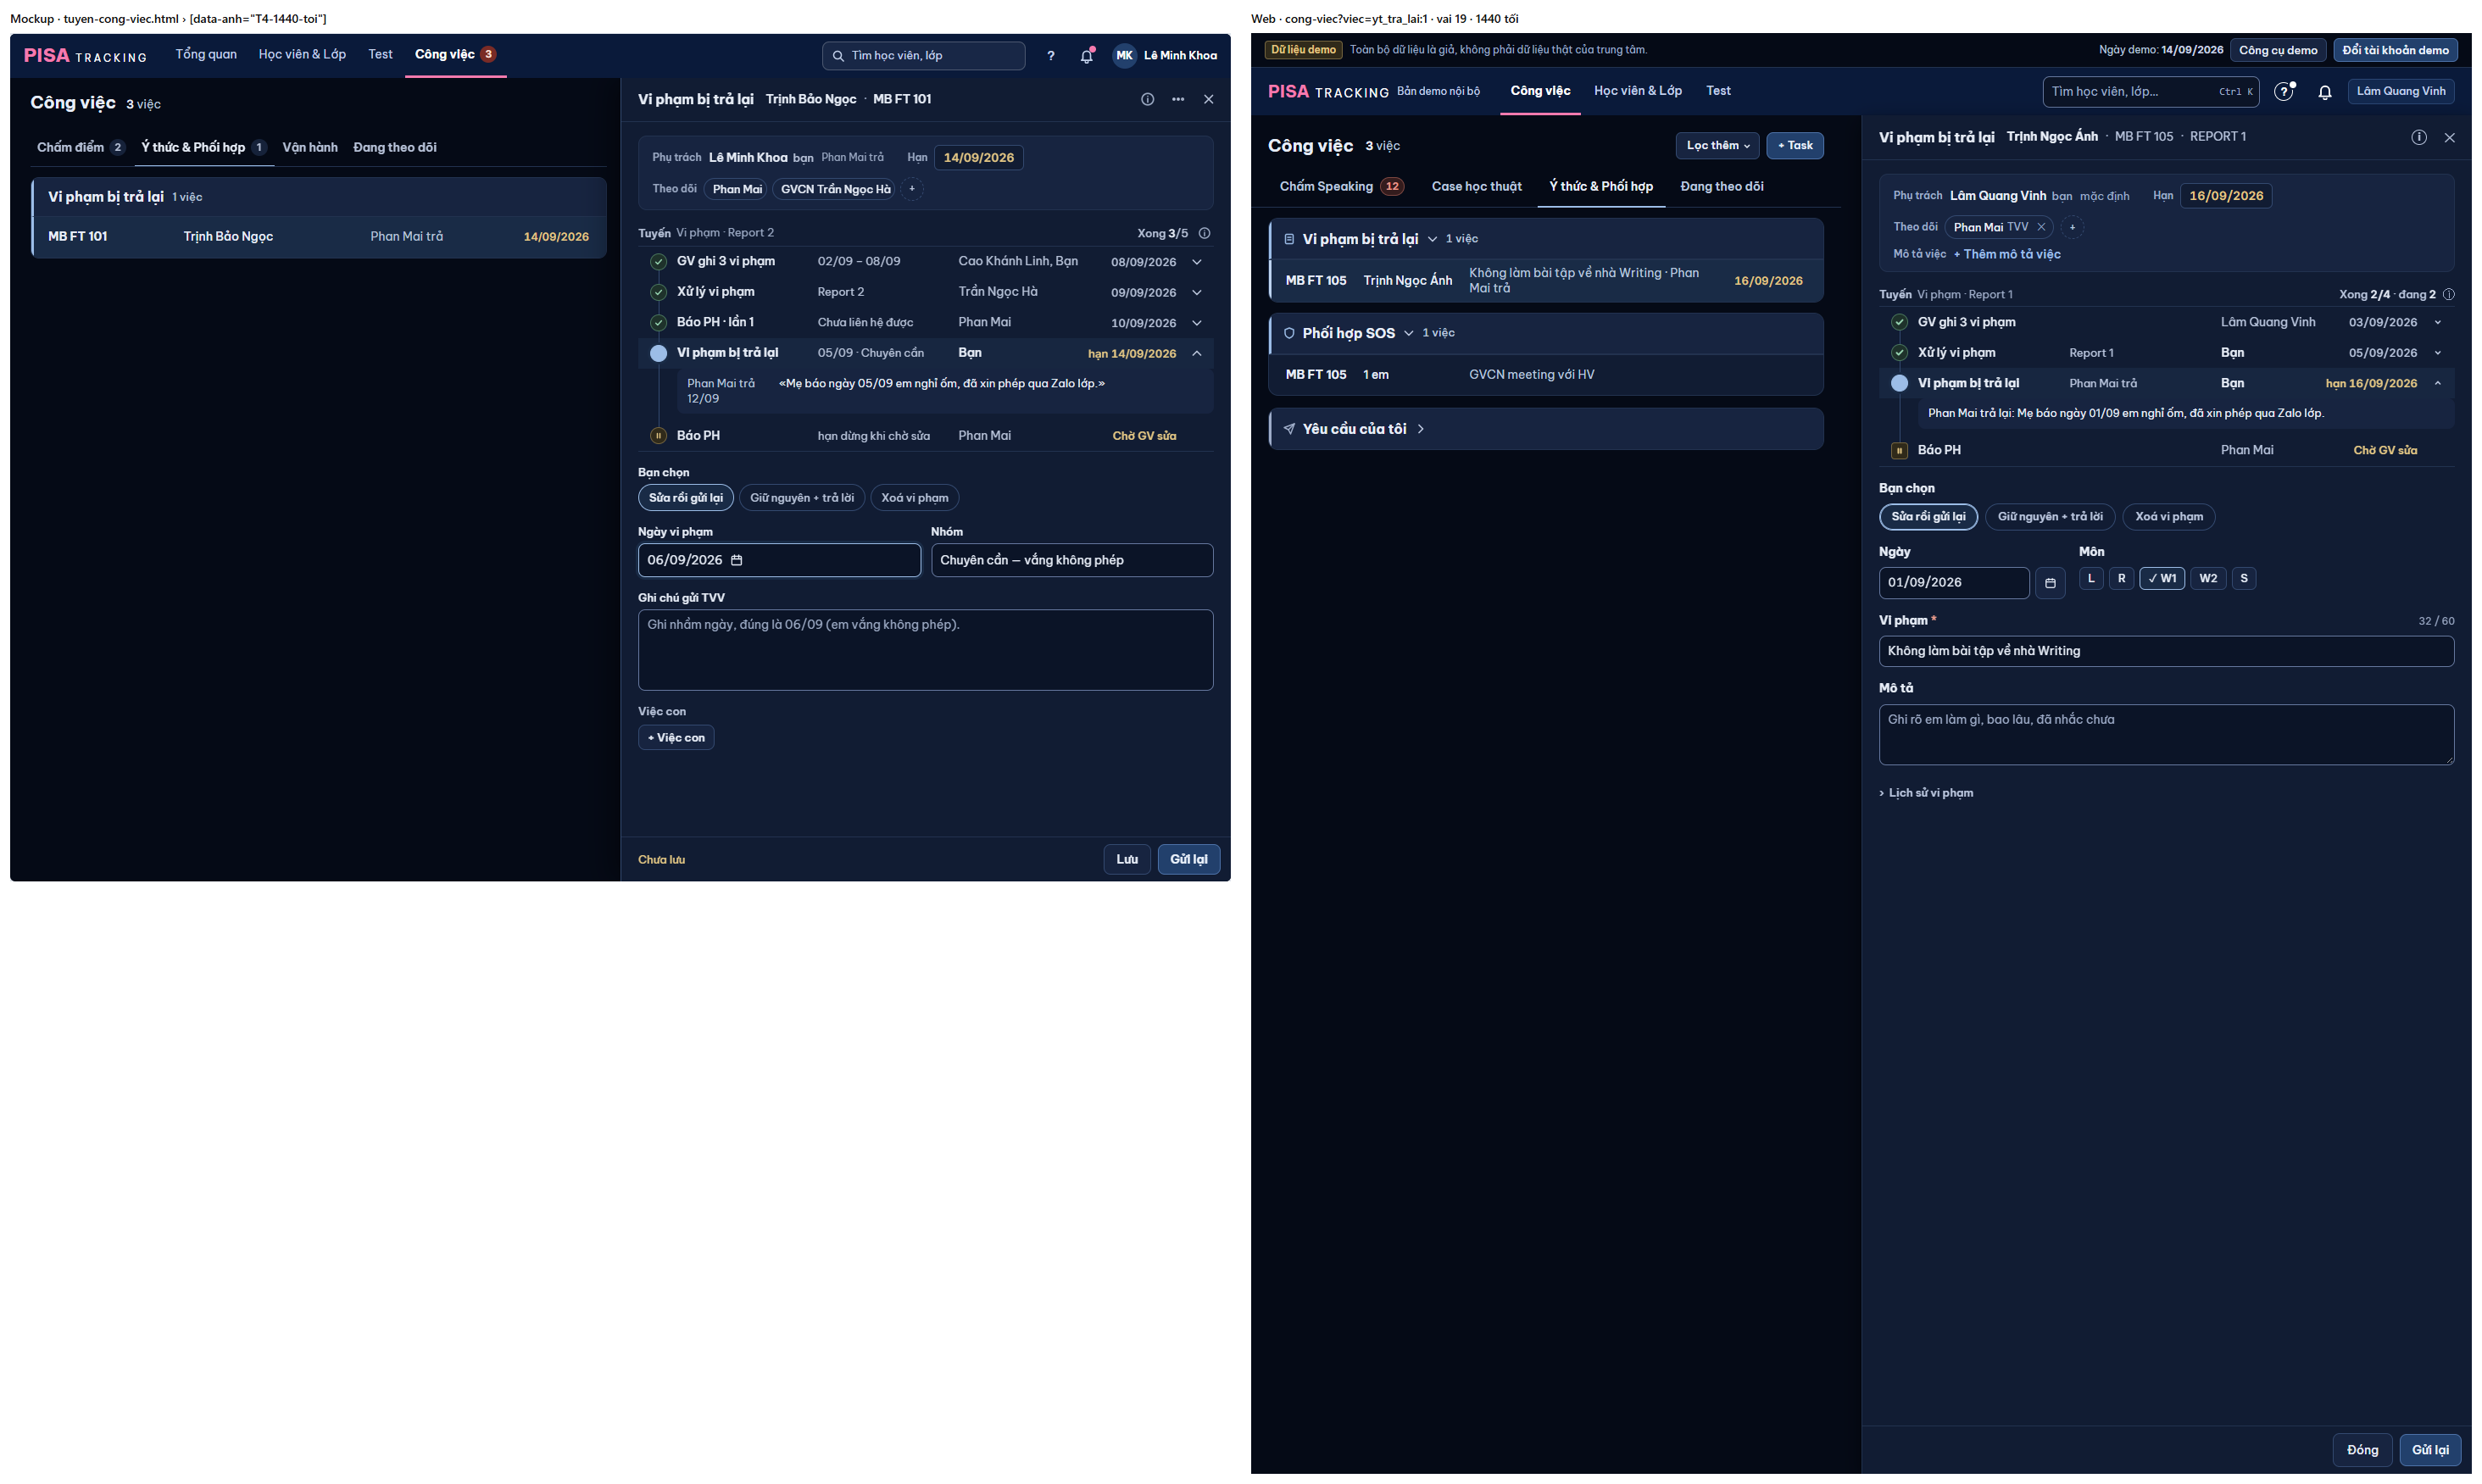 Mockup · tuyen-cong-viec.html › [data-anh="T4-1440-toi"]
PISA TRACKING
Tổng quan
Học viên & Lớp
Test
Công việc 3
Tìm học viên, lớp
?
MK Lê Minh Khoa
Công việc 3 việc
Chấm điểm 2
Ý thức & Phối hợp 1
Vận hành
Đang theo dõi
Vi phạm bị trả lại 1 việc
MB FT 101 Trịnh Bảo Ngọc Phan Mai trả 14/09/2026
Vi phạm bị trả lại Trịnh Bảo Ngọc · MB FT 101
Phụ trách Lê Minh Khoa bạn Phan Mai trả Hạn 14/09/2026
Theo dõi Phan Mai GVCN Trần Ngọc Hà +
Tuyến Vi phạm · Report 2 Xong 3/5
GV ghi 3 vi phạm 02/09 – 08/09 Cao Khánh Linh, Bạn 08/09/2026
Xử lý vi phạm Report 2 Trần Ngọc Hà 09/09/2026
Báo PH · lần 1 Chưa liên hệ được Phan Mai 10/09/2026
Vi phạm bị trả lại 05/09 · Chuyên cần Bạn hạn 14/09/2026
Phan Mai trả «Mẹ báo ngày 05/09 em nghỉ ốm, đã xin phép qua Zalo lớp.»
12/09
Báo PH hạn dừng khi chờ sửa Phan Mai Chờ GV sửa
Bạn chọn
Sửa rồi gửi lại
Giữ nguyên + trả lời
Xoá vi phạm
Ngày vi phạm Nhóm
06/09/2026 Chuyên cần — vắng không phép
Ghi chú gửi TVV
Ghi nhầm ngày, đúng là 06/09 (em vắng không phép).
Việc con
+ Việc con
Chưa lưu Lưu Gửi lại
Web · cong-viec?viec=yt_tra_lai:1 · vai 19 · 1440 tối
Dữ liệu demo Toàn bộ dữ liệu là giả, không phải dữ liệu thật của trung tâm.
Ngày demo: 14/09/2026 Công cụ demo Đổi tài khoản demo
PISA TRACKING Bản demo nội bộ
Công việc
Học viên & Lớp
Test
Tìm học viên, lớp... Ctrl K
?
Lâm Quang Vinh
Công việc 3 việc
Lọc thêm
+ Task
Chấm Speaking 12
Case học thuật
Ý thức & Phối hợp
Đang theo dõi
Vi phạm bị trả lại 1 việc
MB FT 105 Trịnh Ngọc Ánh Không làm bài tập về nhà Writing · Phan 16/09/2026
Mai trả
Phối hợp SOS 1 việc
MB FT 105 1 em GVCN meeting với HV
Yêu cầu của tôi
Vi phạm bị trả lại Trịnh Ngọc Ánh · MB FT 105 · REPORT 1
Phụ trách Lâm Quang Vinh bạn mặc định Hạn 16/09/2026
Theo dõi Phan Mai TVV +
Mô tả việc + Thêm mô tả việc
Tuyến Vi phạm · Report 1 Xong 2/4 · đang 2
GV ghi 3 vi phạm Lâm Quang Vinh 03/09/2026
Xử lý vi phạm Report 1 Bạn 05/09/2026
Vi phạm bị trả lại Phan Mai trả Bạn hạn 16/09/2026
Phan Mai trả lại: Mẹ báo ngày 01/09 em nghỉ ốm, đã xin phép qua Zalo lớp.
Báo PH Phan Mai Chờ GV sửa
Bạn chọn
Sửa rồi gửi lại
Giữ nguyên + trả lời
Xoá vi phạm
Ngày Môn
01/09/2026 L R ✓ W1 W2 S
Vi phạm * 32 / 60
Không làm bài tập về nhà Writing
Mô tả
Ghi rõ em làm gì, bao lâu, đã nhắc chưa
› Lịch sử vi phạm
Đóng Gửi lại